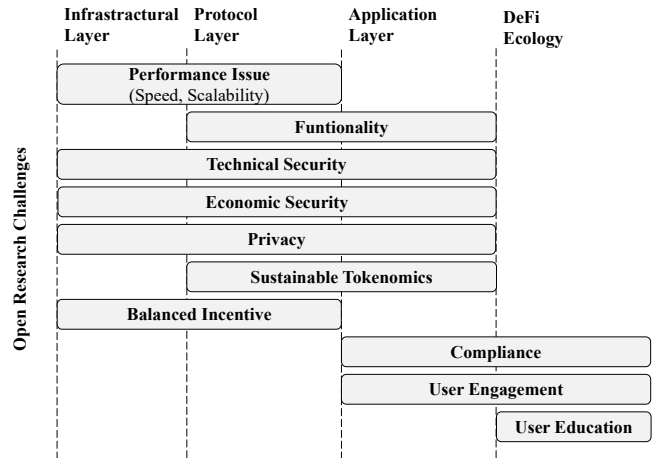 Infrastractural Layer
Protocol Layer
Application Layer
DeFi Ecology
Open Research Challenges
Performance Issue
(Speed, Scalability)
Funtionality
Technical Security
Economic Security
Privacy
Sustainable Tokenomics
Balanced Incentive
Compliance
User Engagement
User Education